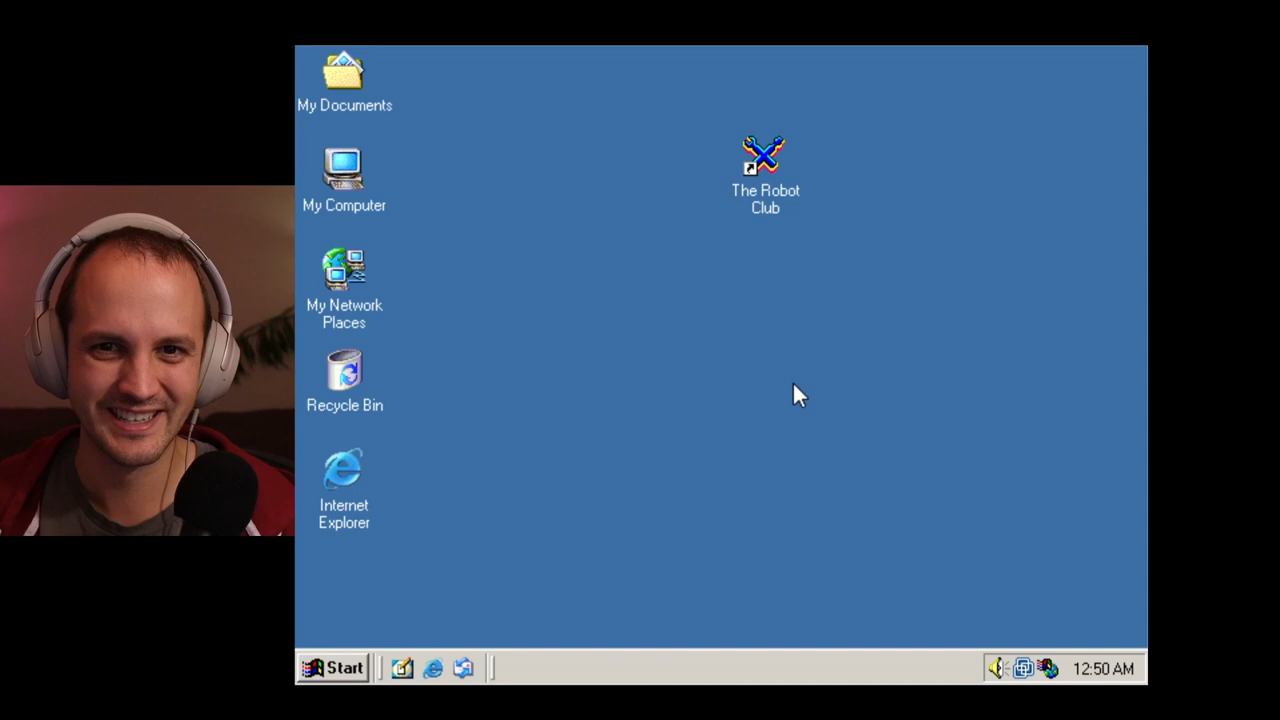 My Documents
The Robot
Club
My Computer
My Network
Places
Recycle Bin
Internet
Explorer
Start
12:50 AM